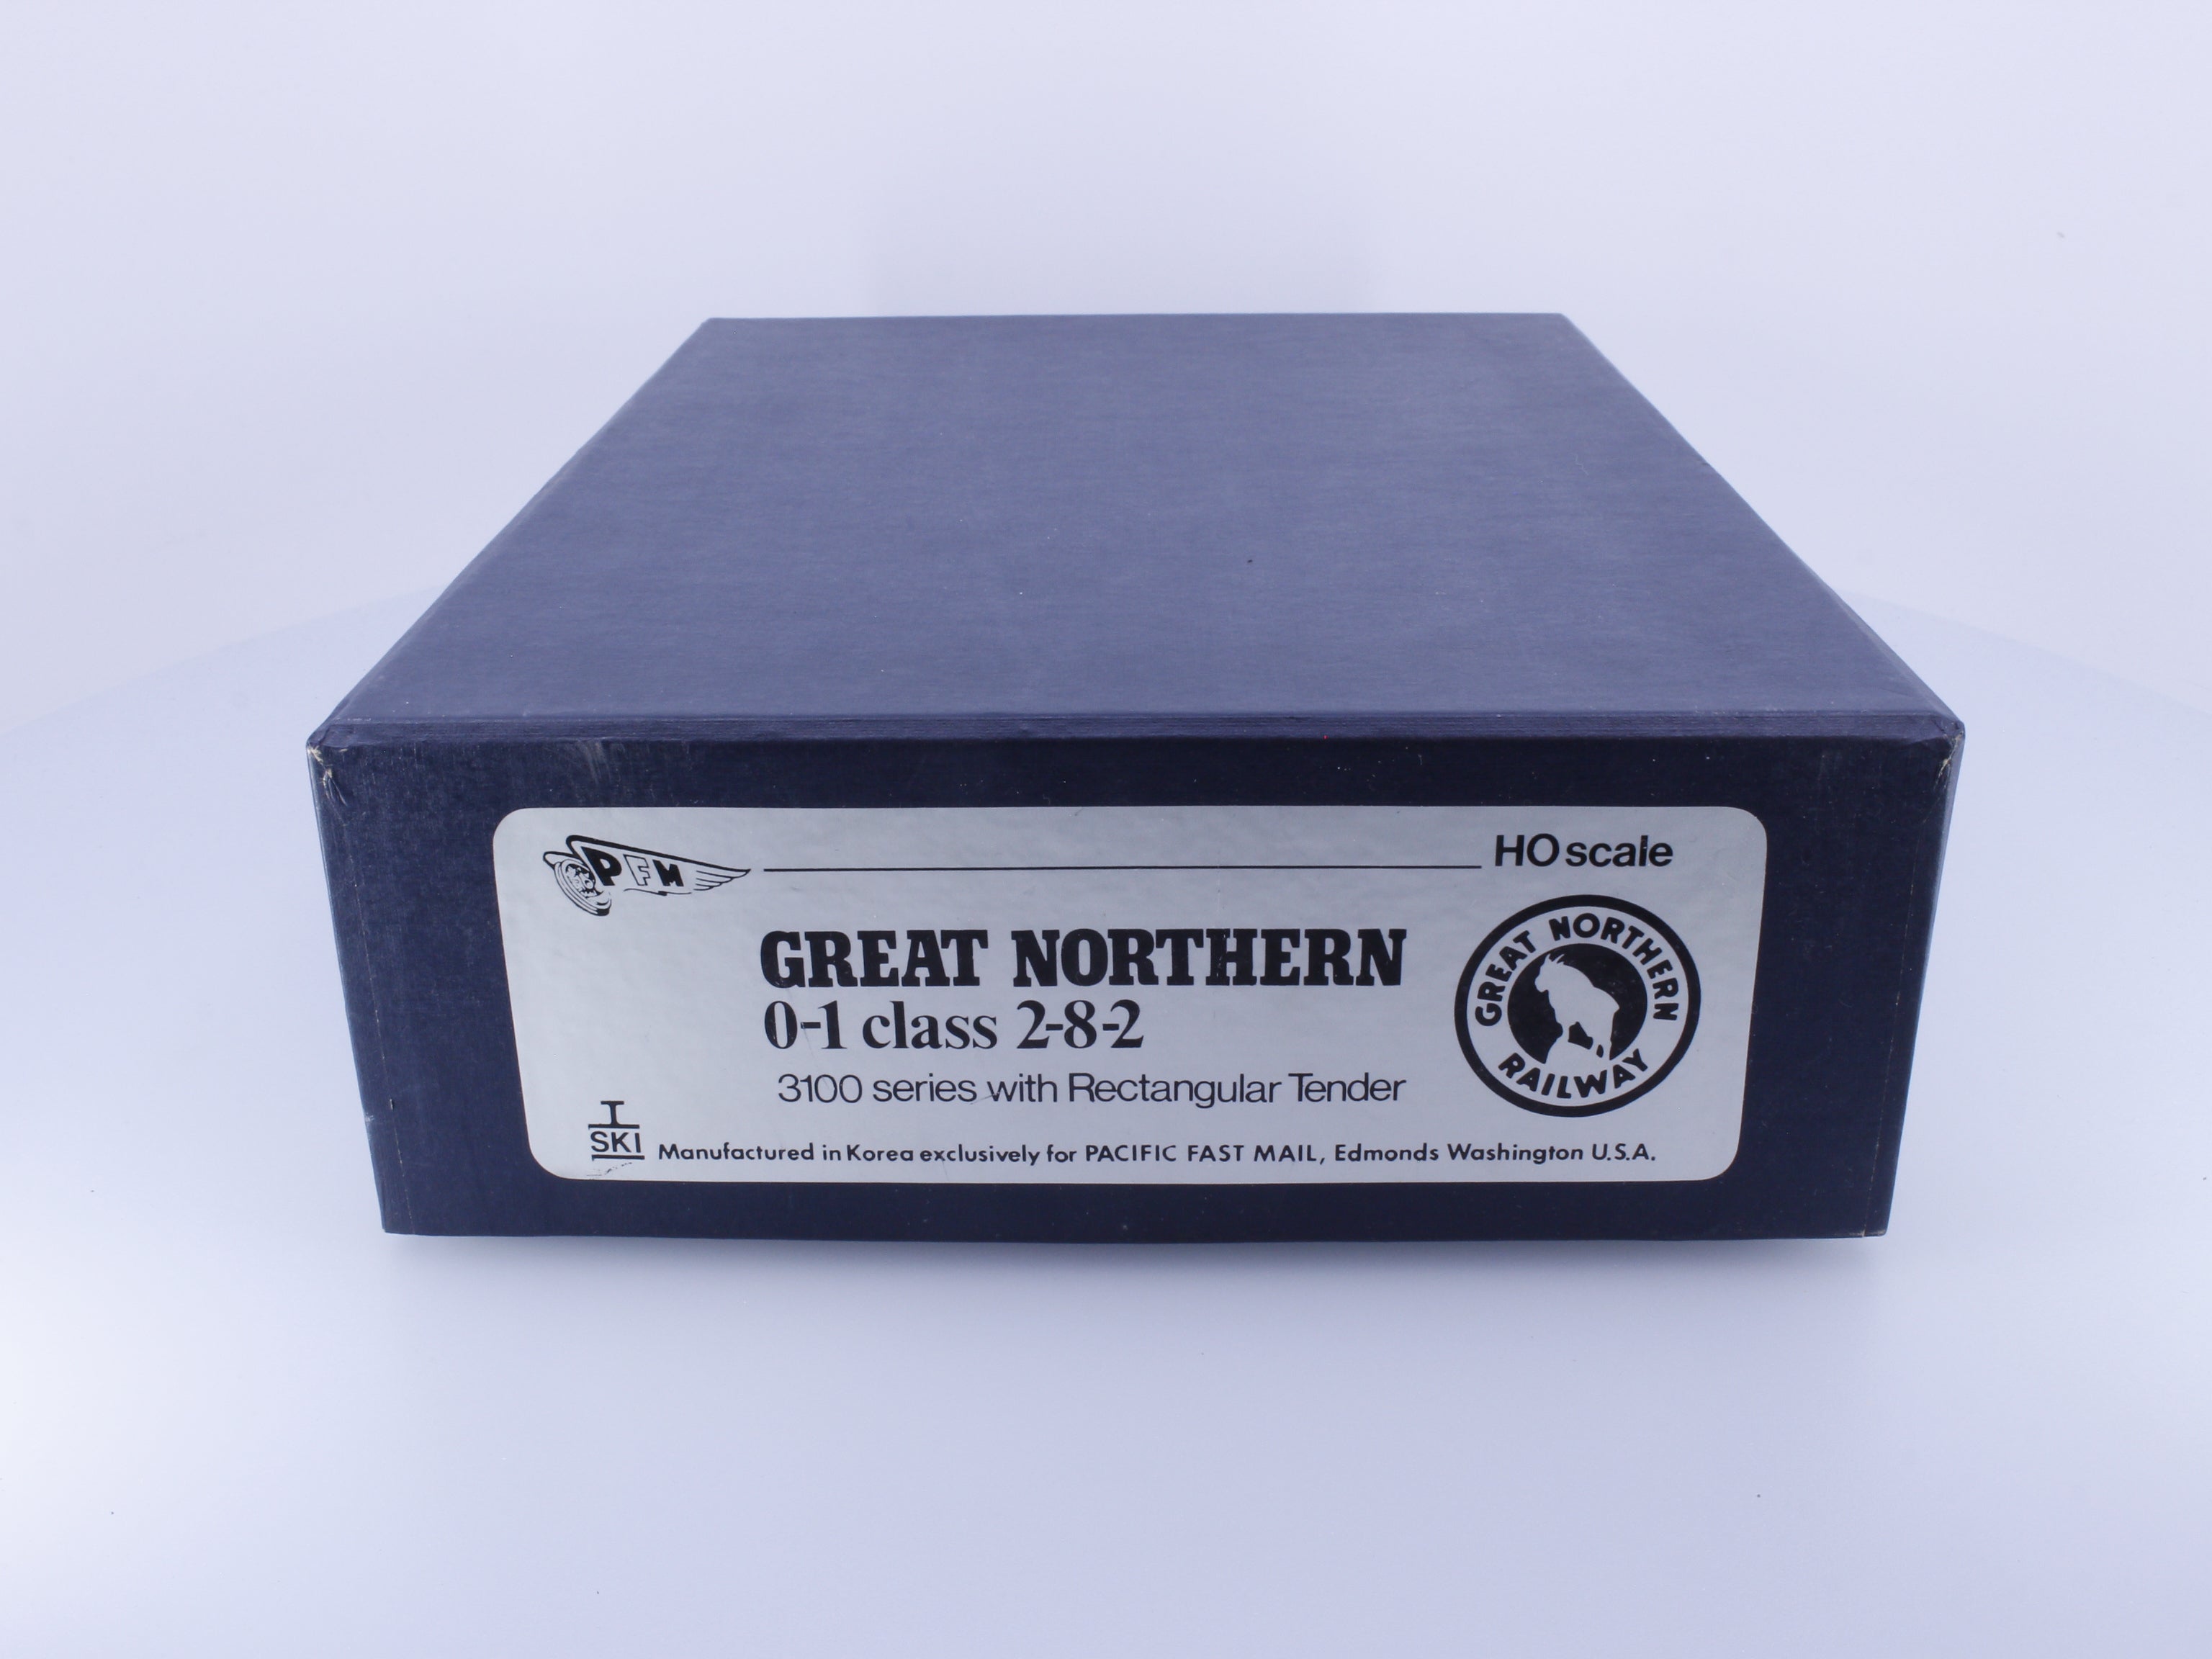 PFM
HO scale
GREAT NORTHERN
0-1 class 2-8-2
3100 series with Rectangular Tender
GREAT NORTHERN
RAILWAY
SKI
Manufactured in Korea exclusively for PACIFIC FAST MAIL, Edmonds Washington U.S.A.